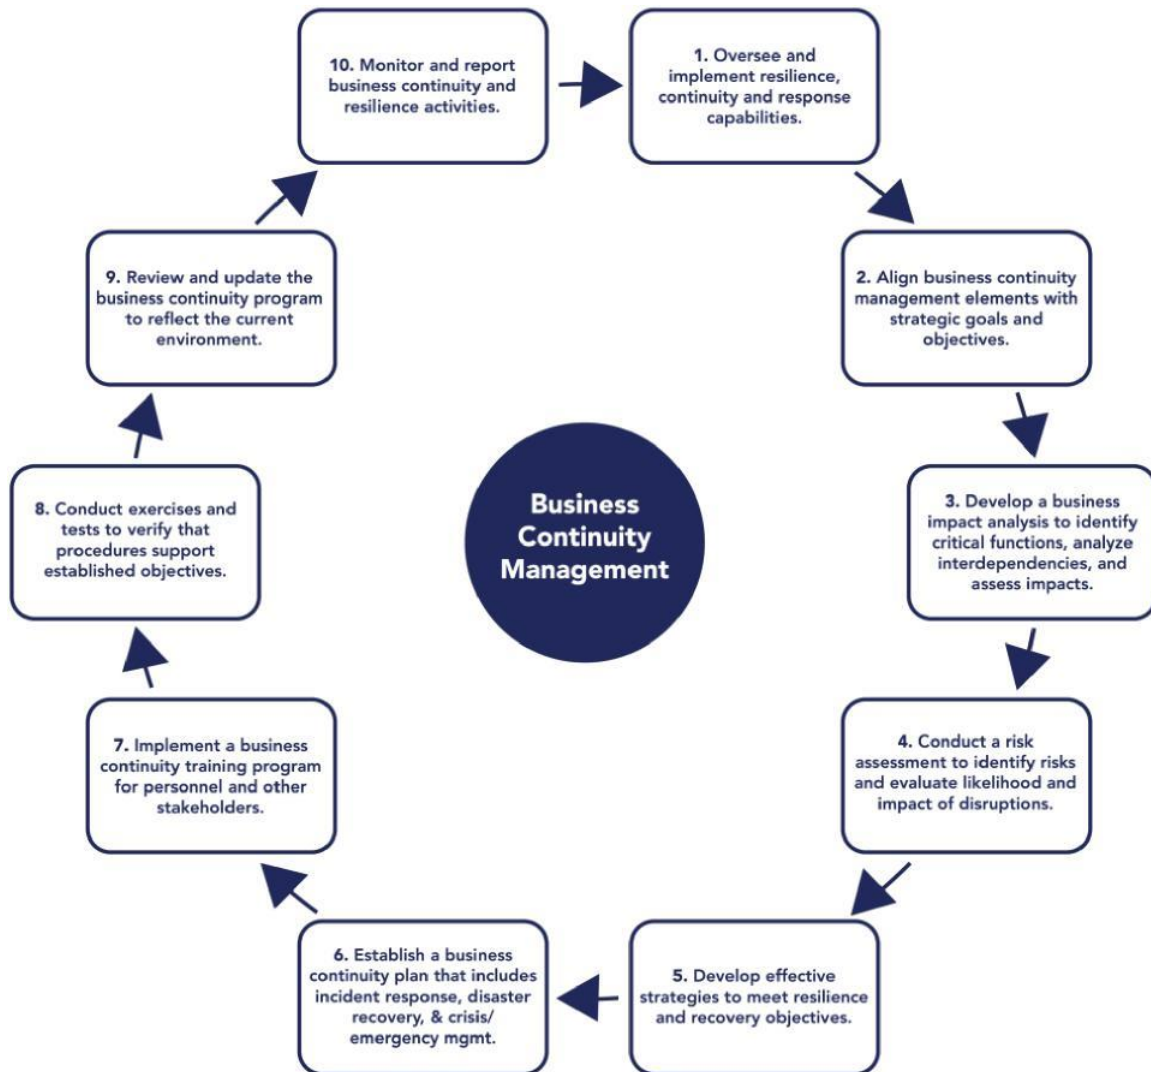 10. Monitor and report
business continuity and
resilience activities.
1. Oversee and
implement resilience,
continuity and response
capabilities.
9. Review and update the
business continuity program
to reflect the current
environment.
2. Align business continuity
management elements with
strategic goals and
objectives.
Business
Continuity
Management
8. Conduct exercises and
tests to verify that
procedures support
established objectives.
3. Develop a business
impact analysis to identify
critical functions, analyze
interdependencies, and
assess impacts.
7. Implement a business
continuity training program
for personnel and other
stakeholders.
4. Conduct a risk
assessment to identify risks
and evaluate likelihood and
impact of disruptions.
6. Establish a business
continuity plan that includes
incident response, disaster
recovery, & crisis/
emergency mgmt.
5. Develop effective
strategies to meet resilience
and recovery objectives.